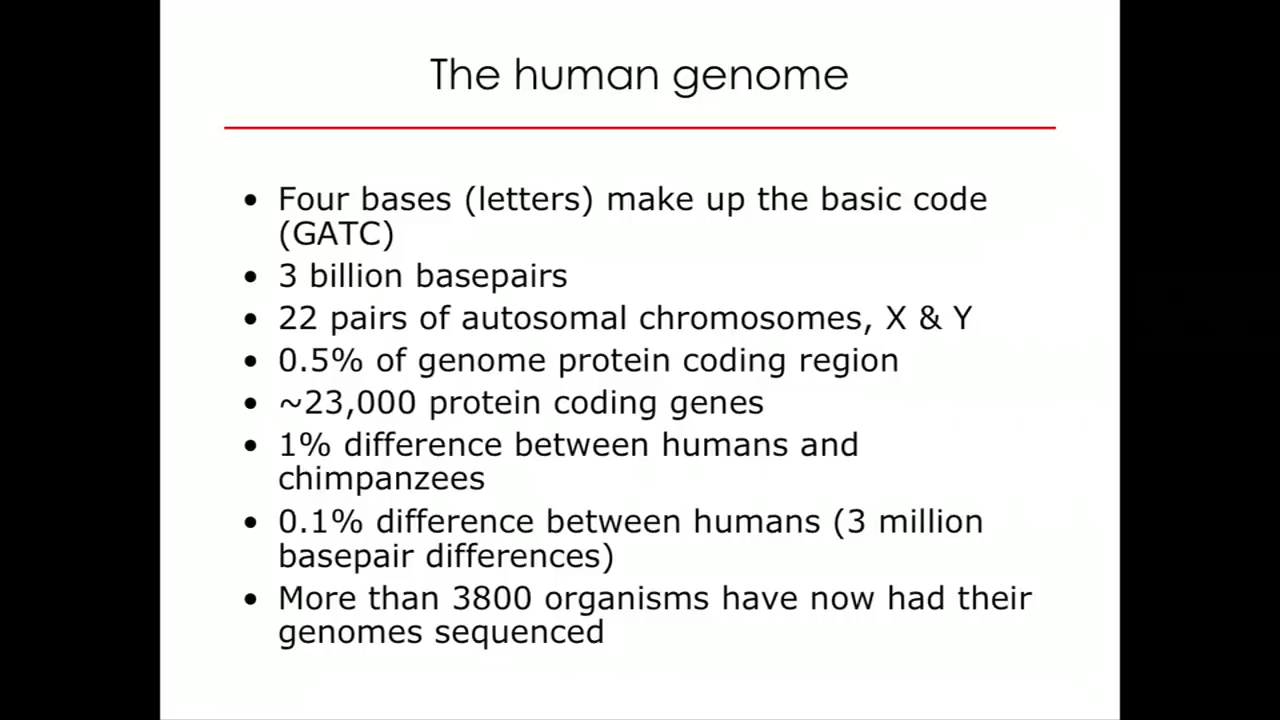 The human genome
• Four bases (letters) make up the basic code
(GATC)
• 3 billion basepairs
• 22 pairs of autosomal chromosomes, X & Y
• 0.5% of genome protein coding region
• ~23,000 protein coding genes
• 1% difference between humans and
chimpanzees
• 0.1% difference between humans (3 million
basepair differences)
• More than 3800 organisms have now had their
genomes sequenced